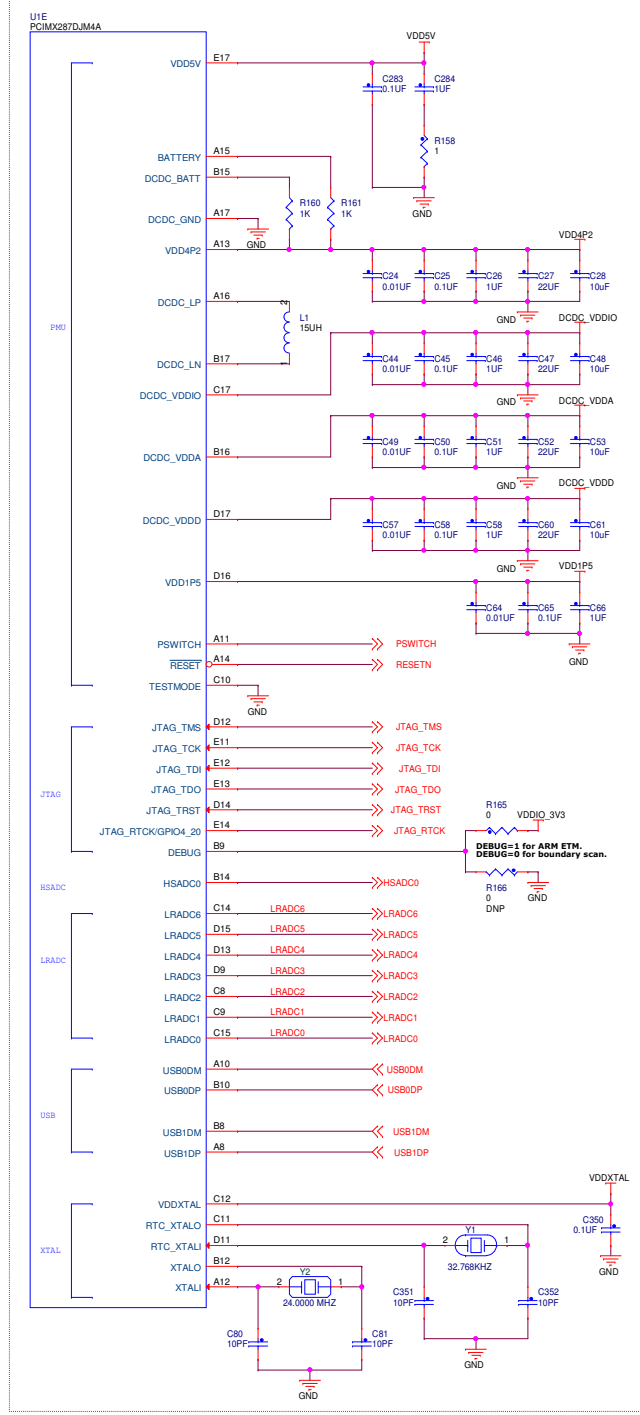 U1E
PCIMX287DJM4A
VDD5V
VDD5V E17
C283
0.1UF
C284
1UF
R158
1
GND
BATTERY A15
DCDC_BATT B15
R160
1K
R161
1K
DCDC_GND A17
GND
VDD4P2 A13
VDD4P2
C24
0.01UF
C25
0.1UF
C26
1UF
C27
22UF
C28
10uF
GND
DCDC_LP A16
2
L1
15UH
1
PMU
DCDC_LN B17
DCDC_VDDIO
DCDC_VDDIO C17
C44
0.01UF
C45
0.1UF
C46
1UF
C47
22UF
C48
10uF
GND
DCDC_VDDA
DCDC_VDDA B16
C49
0.01UF
C50
0.1UF
C51
1UF
C52
22UF
C53
10uF
GND
DCDC_VDDD
DCDC_VDDD D17
C57
0.01UF
C58
0.1UF
C58
1UF
C60
22UF
C61
10uF
GND
VDD1P5
VDD1P5 D16
C64
0.01UF
C65
0.1UF
C66
1UF
GND
PSWITCH A11 PSWITCH
RESET A14 RESETN
TESTMODE C10
GND
JTAG_TMS D12 JTAG_TMS
JTAG_TCK E11 JTAG_TCK
JTAG_TDI E12 JTAG_TDI
JTAG
JTAG_TDO E13 JTAG_TDO
JTAG_TRST D14 JTAG_TRST
JTAG_RTCK/GPIO4_20 E14 JTAG_RTCK
DEBUG B9
R165
0
VDDIO_3V3
DEBUG=1 for ARM ETM.
DEBUG=0 for boundary scan.
R166
0
DNP
GND
HSADC
HSADC0 B14 HSADC0
LRADC6 C14 LRADC6 LRADC6
LRADC5 D15 LRADC5 LRADC5
LRADC
LRADC4 D13 LRADC4 LRADC4
LRADC3 D9 LRADC3 LRADC3
LRADC2 C8 LRADC2 LRADC2
LRADC1 C9 LRADC1 LRADC1
LRADC0 C15 LRADC0 LRADC0
USB0DM A10 USB0DM
USB0DP B10 USB0DP
USB
USB1DM B8 USB1DM
USB1DP A8 USB1DP
VDDXTAL
VDDXTAL C12
C350
0.1UF
GND
RTC_XTALO C11
XTAL
RTC_XTALI D11
2 Y1 1
32.768KHZ
XTALO B12
XTALI A12
2 Y2 1
24.0000 MHZ
C351
10PF
C352
10PF
GND
C80
10PF
C81
10PF
GND